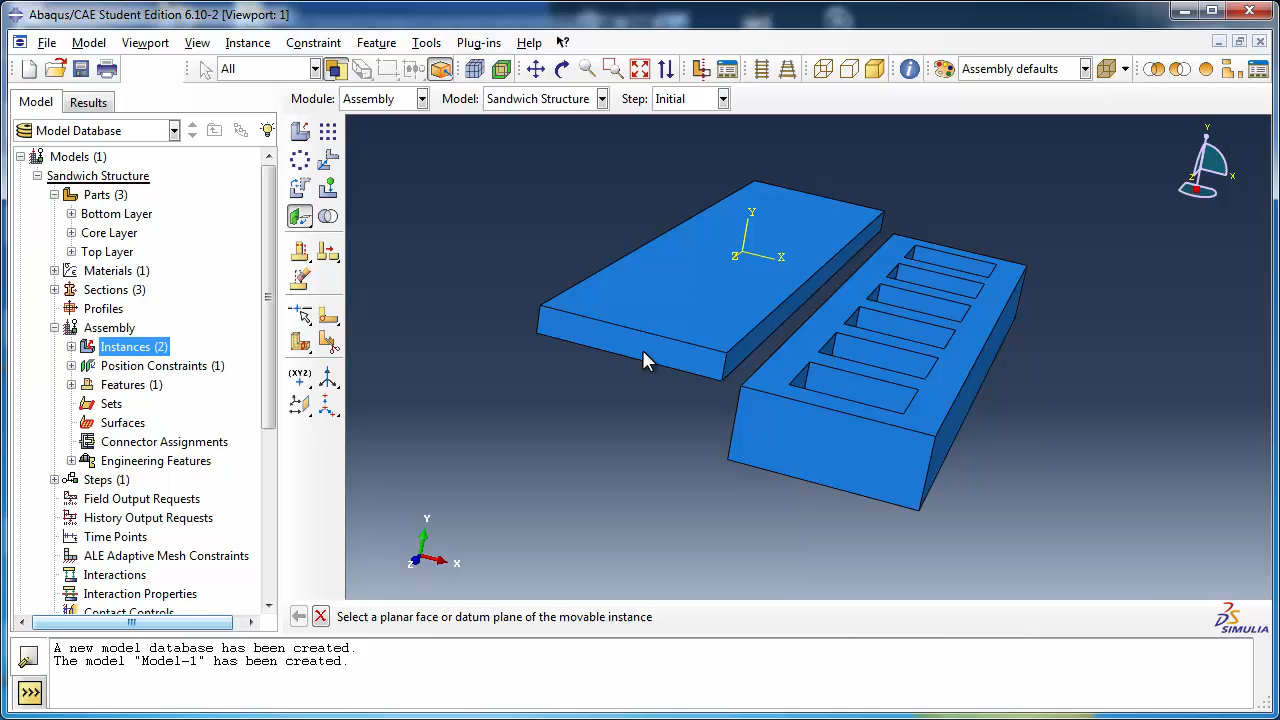 Abaqus/CAE Student Edition 6.10-2 [Viewport: 1]
File Model Viewport View Instance Constraint Feature Tools Plug-ins Help
All Assembly defaults
Model Results Module: Assembly Model: Sandwich Structure Step: Initial
Model Database
Models (1)
Sandwich Structure
Parts (3)
Bottom Layer
Core Layer
Top Layer
Materials (1)
Sections (3)
Profiles
Assembly
Instances (2)
Position Constraints (1)
Features (1)
Sets
Surfaces
Connector Assignments
Engineering Features
Steps (1)
Field Output Requests
History Output Requests
Time Points
ALE Adaptive Mesh Constraints
Interactions
Interaction Properties
Contact Controls
(XYZ)
Y
X
Z
Y
X
Z
Y
X
Z
Select a planar face or datum plane of the movable instance
SIMULIA
A new model database has been created.
The model "Model-1" has been created.
>>>